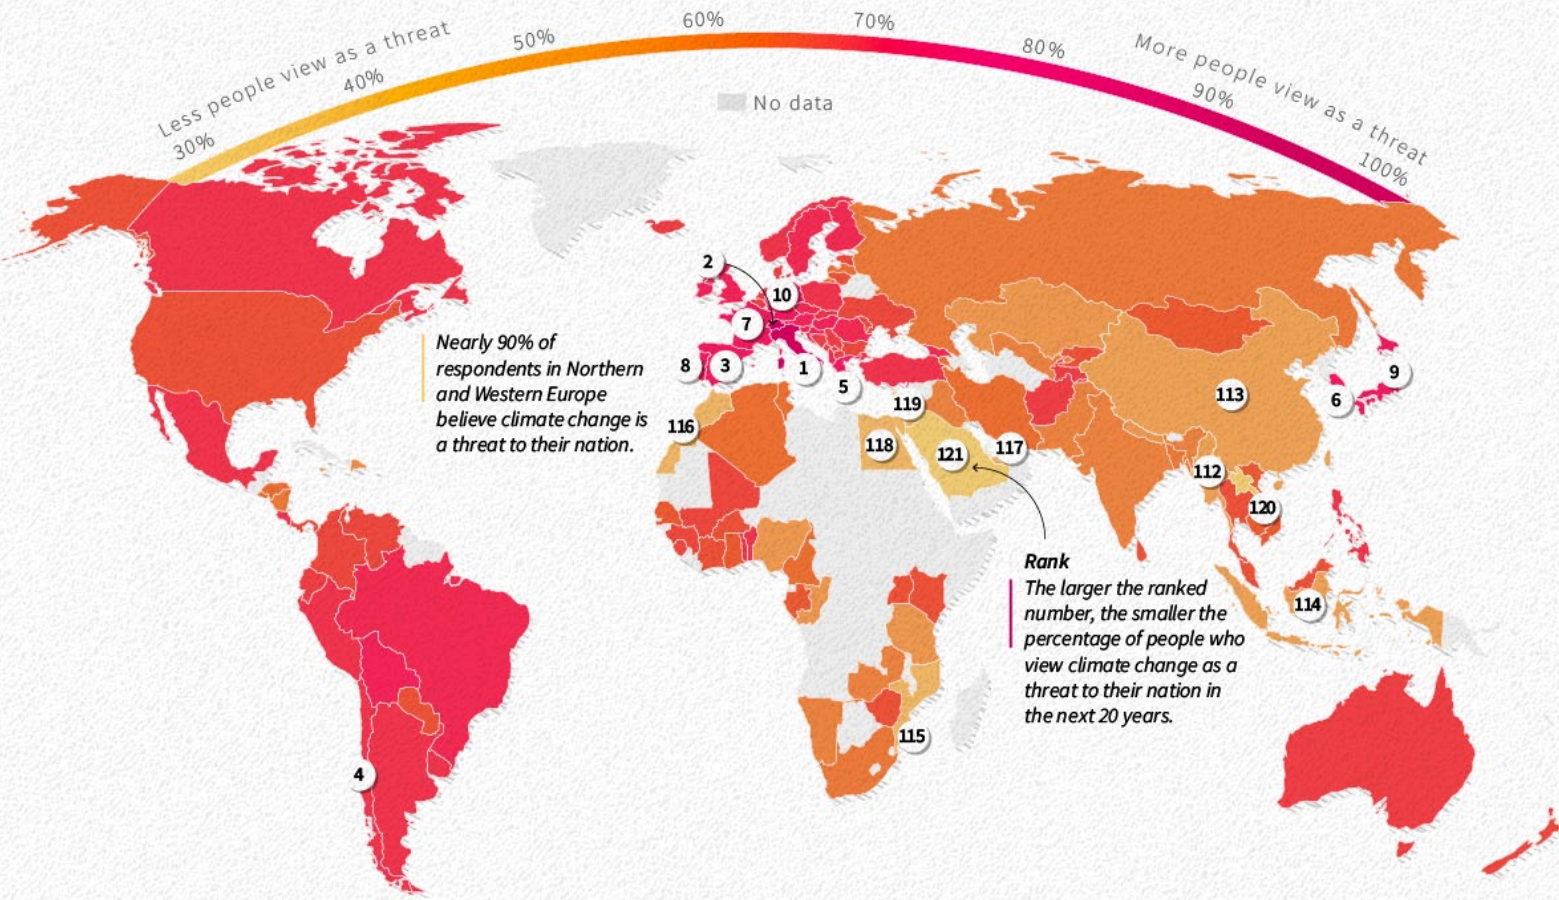 Less people view as a threat
More people view as a threat
30%
40%
50%
60%
70%
80%
90%
100%
No data
2
10
7
8
3
1
5
9
6
4
Nearly 90% of
respondents in Northern
and Western Europe
believe climate change is
a threat to their nation.
116
119
118
121
117
113
112
120
114
115
Rank
The larger the ranked
number, the smaller the
percentage of people who
view climate change as a
threat to their nation in
the next 20 years.